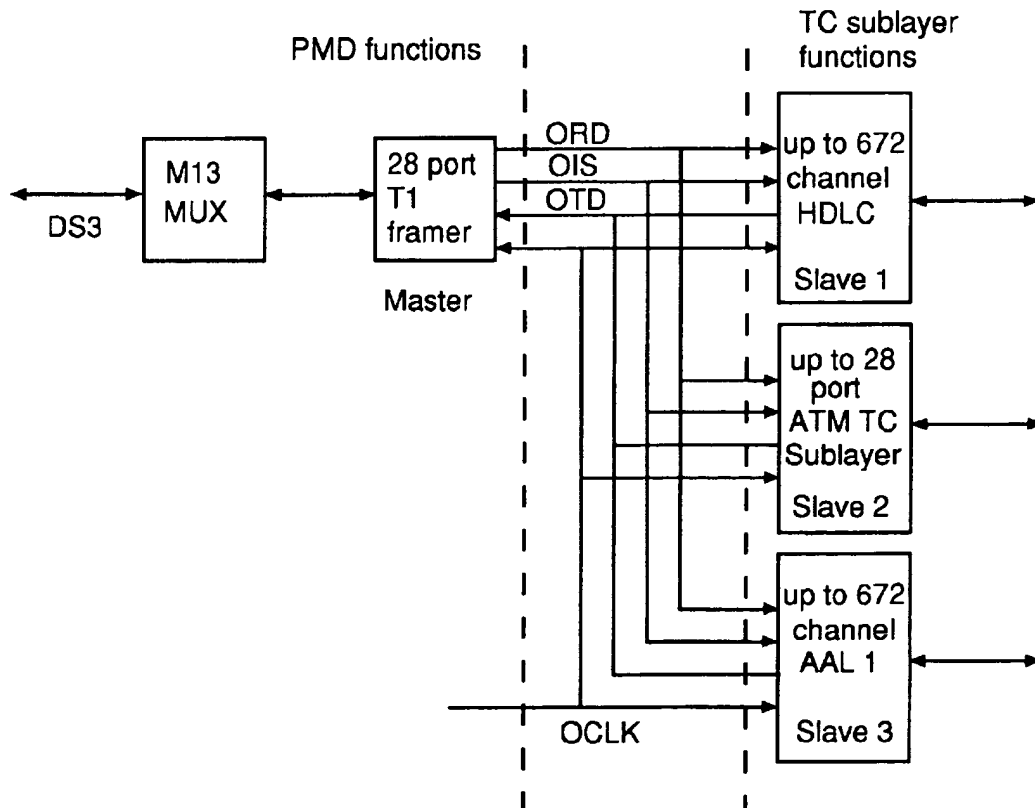 PMD functions
TC sublayer
functions
M13
MUX
DS3
28 port
T1
framer
Master
ORD
OIS
OTD
up to 672
channel
HDLC
Slave 1
up to 28
port
ATM TC
Sublayer
Slave 2
up to 672
channel
AAL 1
Slave 3
OCLK